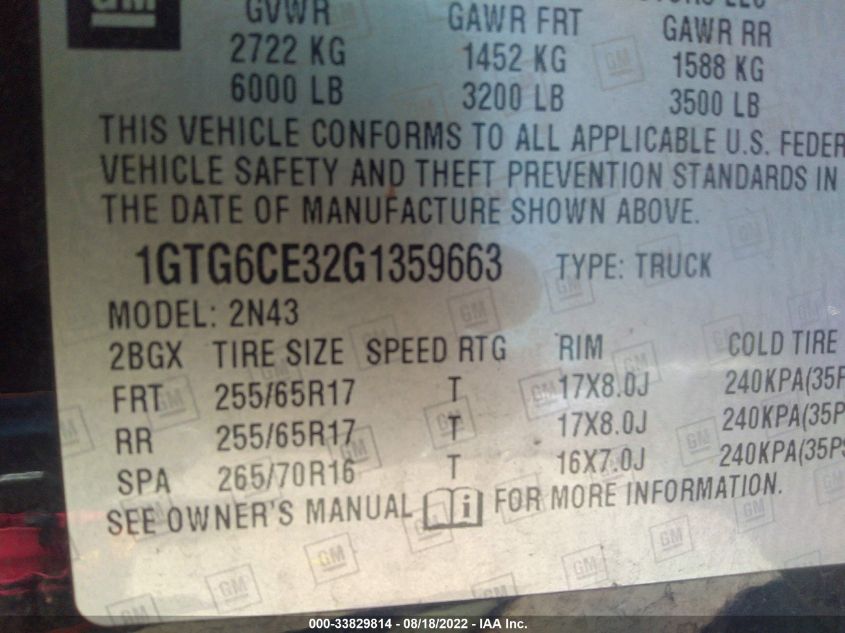 GM
GVWR GAWR FRT GAWR RR
2722 KG 1452 KG 1588 KG
6000 LB 3200 LB 3500 LB
THIS VEHICLE CONFORMS TO ALL APPLICABLE U.S. FEDER
VEHICLE SAFETY AND THEFT PREVENTION STANDARDS IN
THE DATE OF MANUFACTURE SHOWN ABOVE.
1GTG6CE32G1359663 TYPE: TRUCK
MODEL: 2N43
2BGX TIRE SIZE SPEED RTG RIM COLD TIRE
FRT 255/65R17 T 17X8.0J 240KPA(35P
RR 255/65R17 T 17X8.0J 240KPA(35P
SPA 265/70R16 T 16X7.0J 240KPA(35PS
SEE OWNER'S MANUAL i FOR MORE INFORMATION.
000-33829814 - 08/18/2022 - IAA Inc.